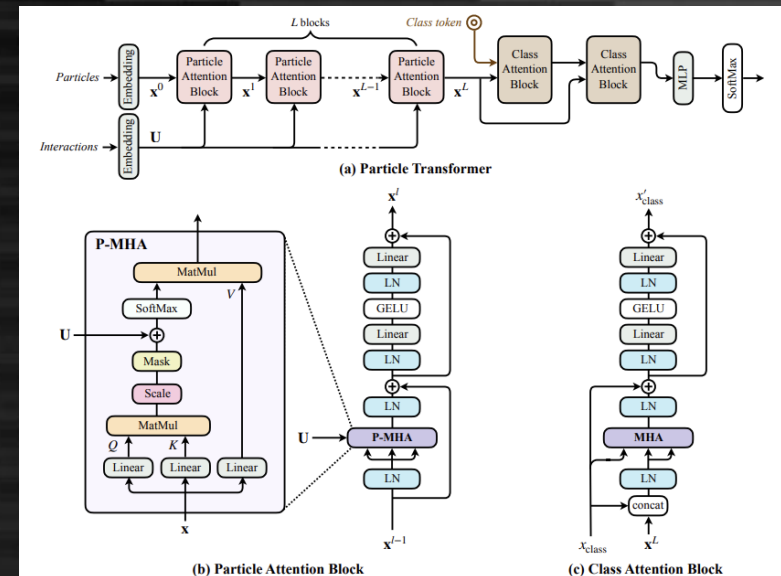 L blocks
Class token
Particles
Embedding
x⁰
Particle
Attention
Block
x¹
Particle
Attention
Block
xᴸ⁻¹
Particle
Attention
Block
xᴸ
Class
Attention
Block
Class
Attention
Block
MLP
SoftMax
Interactions
Embedding
U
(a) Particle Transformer
P-MHA
MatMul
V
SoftMax
U
Mask
Scale
MatMul
Q
K
Linear
Linear
Linear
x
xˡ
Linear
LN
GELU
Linear
LN
LN
U
P-MHA
LN
xˡ⁻¹
(b) Particle Attention Block
x′class
Linear
LN
GELU
Linear
LN
LN
MHA
LN
concat
xclass
xᴸ
(c) Class Attention Block